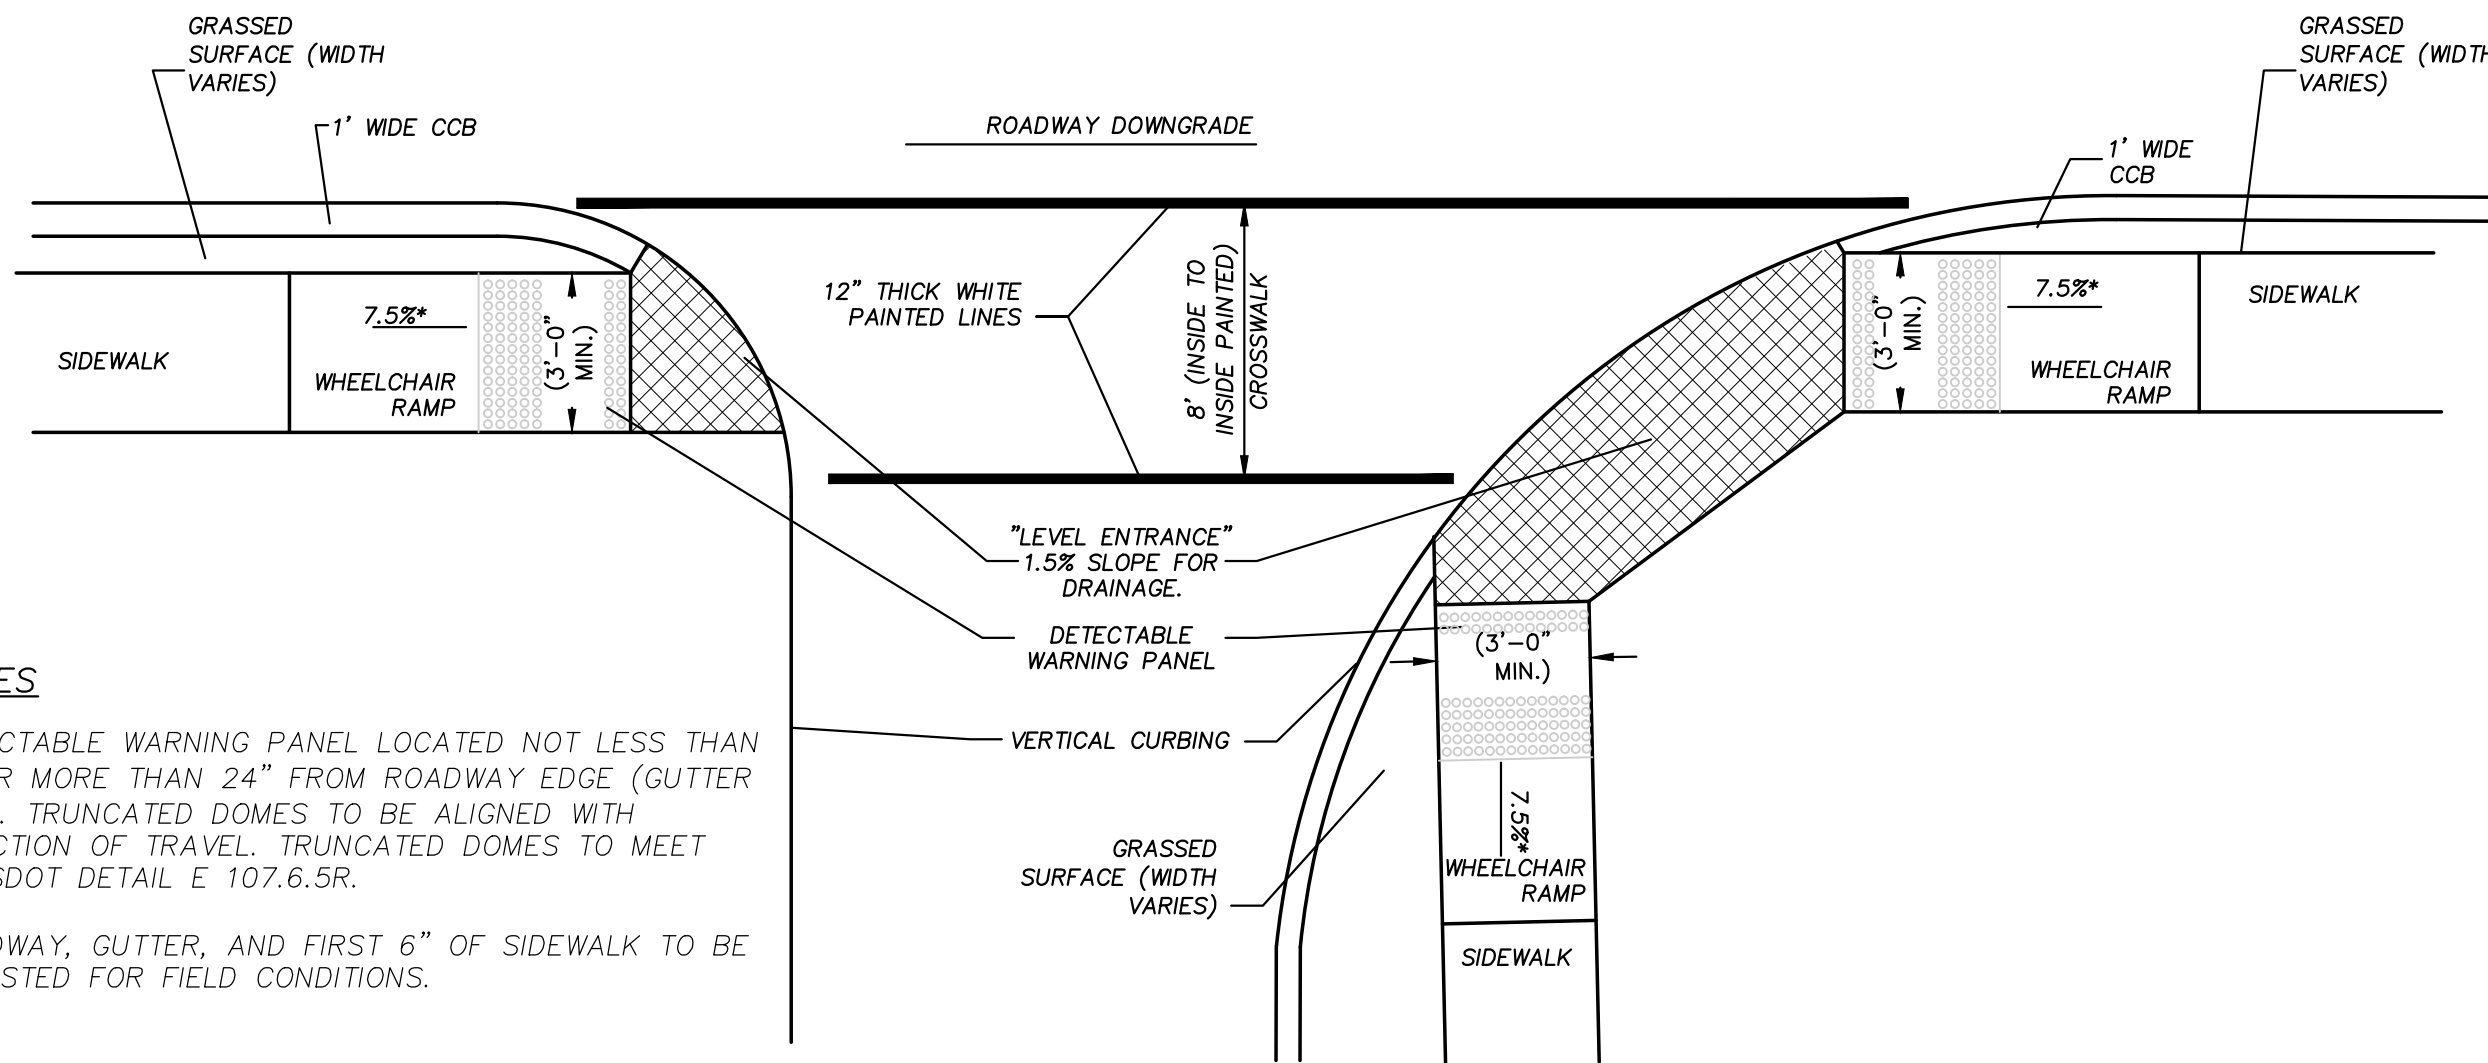 GRASSED
SURFACE (WIDTH
VARIES)
1' WIDE CCB
ROADWAY DOWNGRADE
GRASSED
SURFACE (WIDTH
VARIES)
1' WIDE
CCB
12" THICK WHITE
PAINTED LINES
8' (INSIDE TO
INSIDE PAINTED)
CROSSWALK
SIDEWALK
7.5%*
WHEELCHAIR
RAMP
(3'-0"
MIN.)
(3'-0"
MIN.)
7.5%*
WHEELCHAIR
RAMP
SIDEWALK
"LEVEL ENTRANCE"
1.5% SLOPE FOR
DRAINAGE.
DETECTABLE
WARNING PANEL
(3'-0"
MIN.)
VERTICAL CURBING
7.5%*
WHEELCHAIR
RAMP
GRASSED
SURFACE (WIDTH
VARIES)
SIDEWALK
ES
CTABLE WARNING PANEL LOCATED NOT LESS THAN
R MORE THAN 24" FROM ROADWAY EDGE (GUTTER
. TRUNCATED DOMES TO BE ALIGNED WITH
CTION OF TRAVEL. TRUNCATED DOMES TO MEET
SDOT DETAIL E 107.6.5R.
DWAY, GUTTER, AND FIRST 6" OF SIDEWALK TO BE
STED FOR FIELD CONDITIONS.